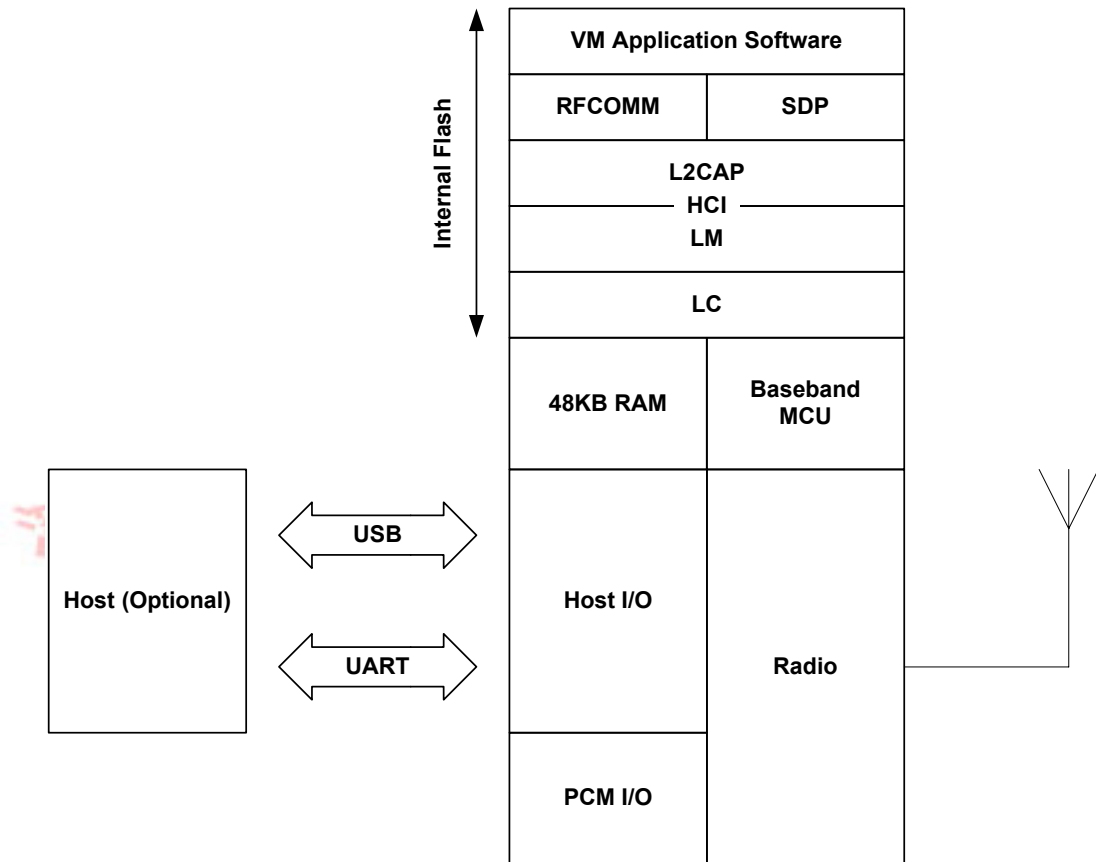 VM Application Software
RFCOMM
SDP
Internal Flash
L2CAP
HCI
LM
LC
48KB RAM
Baseband
MCU
USB
Host (Optional)
Host I/O
UART
Radio
PCM I/O